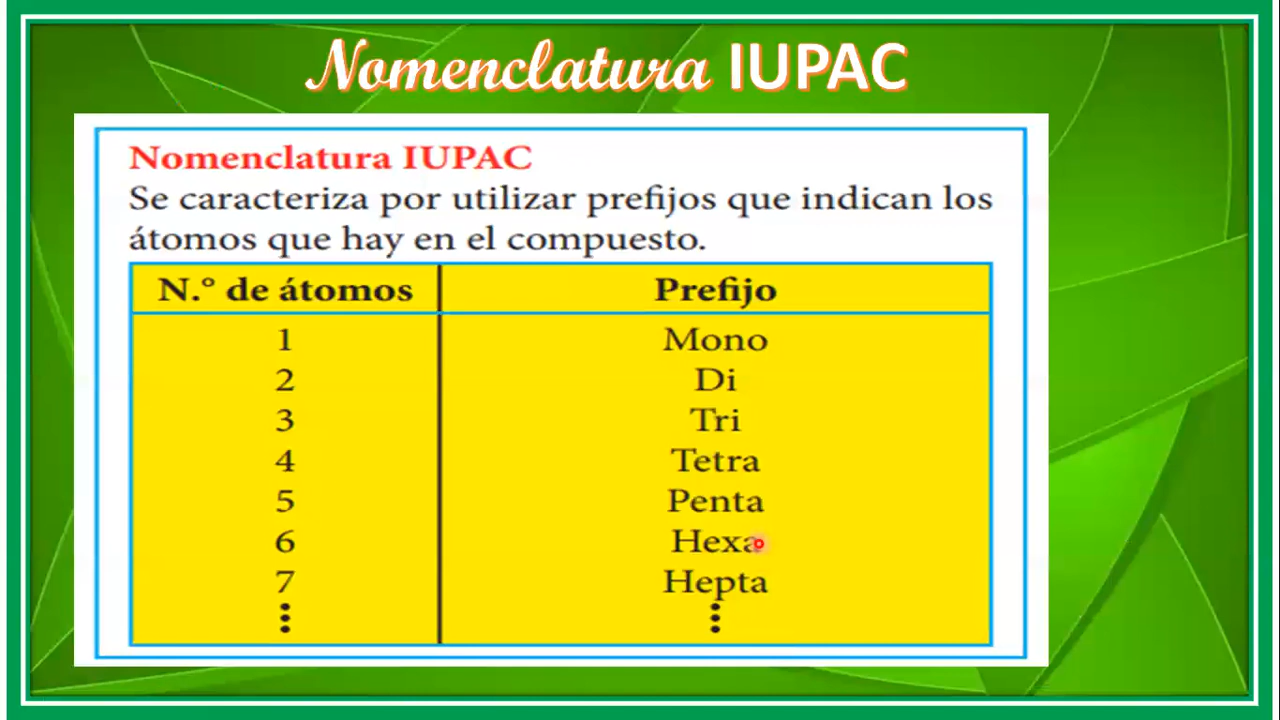 Nomenclatura IUPAC
Nomenclatura IUPAC
Se caracteriza por utilizar prefijos que indican los
átomos que hay en el compuesto.
N.° de átomos Prefijo
1 Mono
2 Di
3 Tri
4 Tetra
5 Penta
6 Hexa
7 Hepta
⋮ ⋮